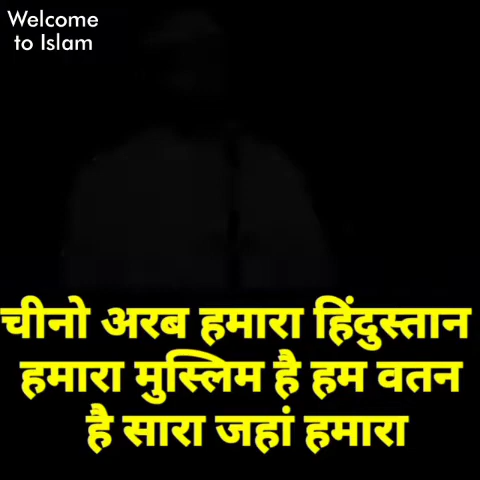 Welcome
to Islam
चीनो अरब हमारा हिंदुस्तान
हमारा मुस्लिम है हम वतन
है सारा जहां हमारा